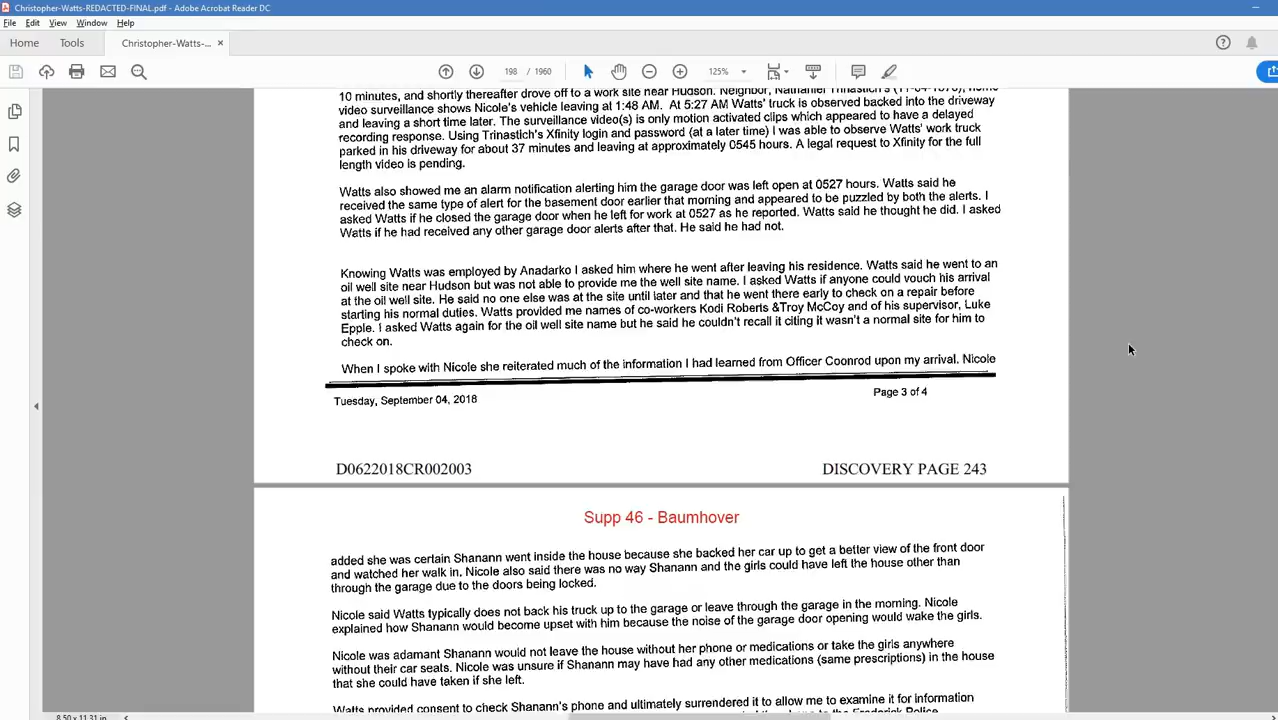 Christopher-Watts-REDACTED-FINAL.pdf - Adobe Acrobat Reader DC
File Edit View Window Help
Home Tools Christopher-Watts-... ×
198 / 1960 125%
10 minutes, and shortly thereafter drove off to a work site near Hudson. Neighbor, Nathaniel Trinastich's home
video surveillance shows Nicole's vehicle leaving at 1:48 AM. At 5:27 AM Watts' truck is observed backed into the driveway
and leaving a short time later. The surveillance video(s) is only motion activated clips which appeared to have a delayed
recording response. Using Trinastich's Xfinity login and password (at a later time) I was able to observe Watts' work truck
parked in his driveway for about 37 minutes and leaving at approximately 0545 hours. A legal request to Xfinity for the full
length video is pending.
Watts also showed me an alarm notification alerting him the garage door was left open at 0527 hours. Watts said he
received the same type of alert for the basement door earlier that morning and appeared to be puzzled by both the alerts. I
asked Watts if he closed the garage door when he left for work at 0527 as he reported. Watts said he thought he did. I asked
Watts if he had received any other garage door alerts after that. He said he had not.
Knowing Watts was employed by Anadarko I asked him where he went after leaving his residence. Watts said he went to an
oil well site near Hudson but was not able to provide me the well site name. I asked Watts if anyone could vouch his arrival
at the oil well site. He said no one else was at the site until later and that he went there early to check on a repair before
starting his normal duties. Watts provided me names of co-workers Kodi Roberts &Troy McCoy and of his supervisor, Luke
Epple. I asked Watts again for the oil well site name but he said he couldn't recall it citing it wasn't a normal site for him to
check on.
When I spoke with Nicole she reiterated much of the information I had learned from Officer Coonrod upon my arrival. Nicole
Tuesday, September 04, 2018 Page 3 of 4
D0622018CR002003 DISCOVERY PAGE 243
Supp 46 - Baumhover
added she was certain Shanann went inside the house because she backed her car up to get a better view of the front door
and watched her walk in. Nicole also said there was no way Shanann and the girls could have left the house other than
through the garage due to the doors being locked.
Nicole said Watts typically does not back his truck up to the garage or leave through the garage in the morning. Nicole
explained how Shanann would become upset with him because the noise of the garage door opening would wake the girls.
Nicole was adamant Shanann would not leave the house without her phone or medications or take the girls anywhere
without their car seats. Nicole was unsure if Shanann may have had any other medications (same prescriptions) in the house
that she could have taken if she left.
Watts provided consent to check Shanann's phone and ultimately surrendered it to allow me to examine it for information
to the Frederick Police
8.50 x 11.31 in